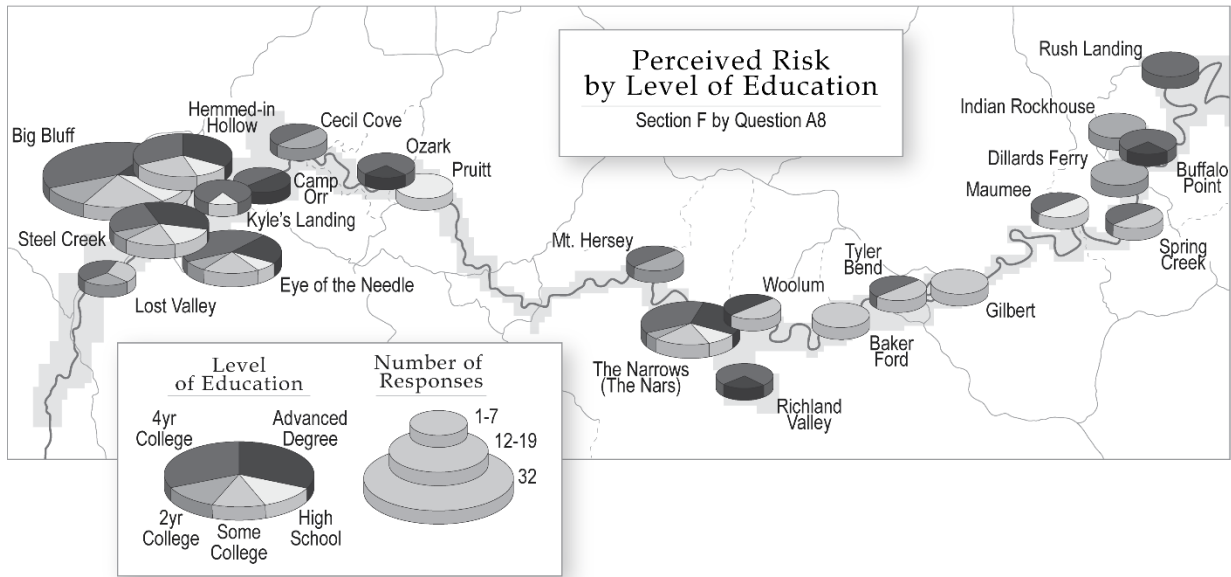 Perceived Risk
by Level of Education
Section F by Question A8
Rush Landing
Indian Rockhouse
Dillards Ferry
Buffalo
Point
Maumee
Spring
Creek
Hemmed-in
Hollow
Big Bluff
Cecil Cove
Ozark
Pruitt
Camp
Orr
Kyle's Landing
Steel Creek
Eye of the Needle
Lost Valley
Mt. Hersey
Woolum
Tyler
Bend
Gilbert
Baker
Ford
The Narrows
(The Nars)
Richland
Valley
Level
of Education
4yr
College
Advanced
Degree
2yr
College
Some
College
High
School
Number of
Responses
1-7
12-19
32